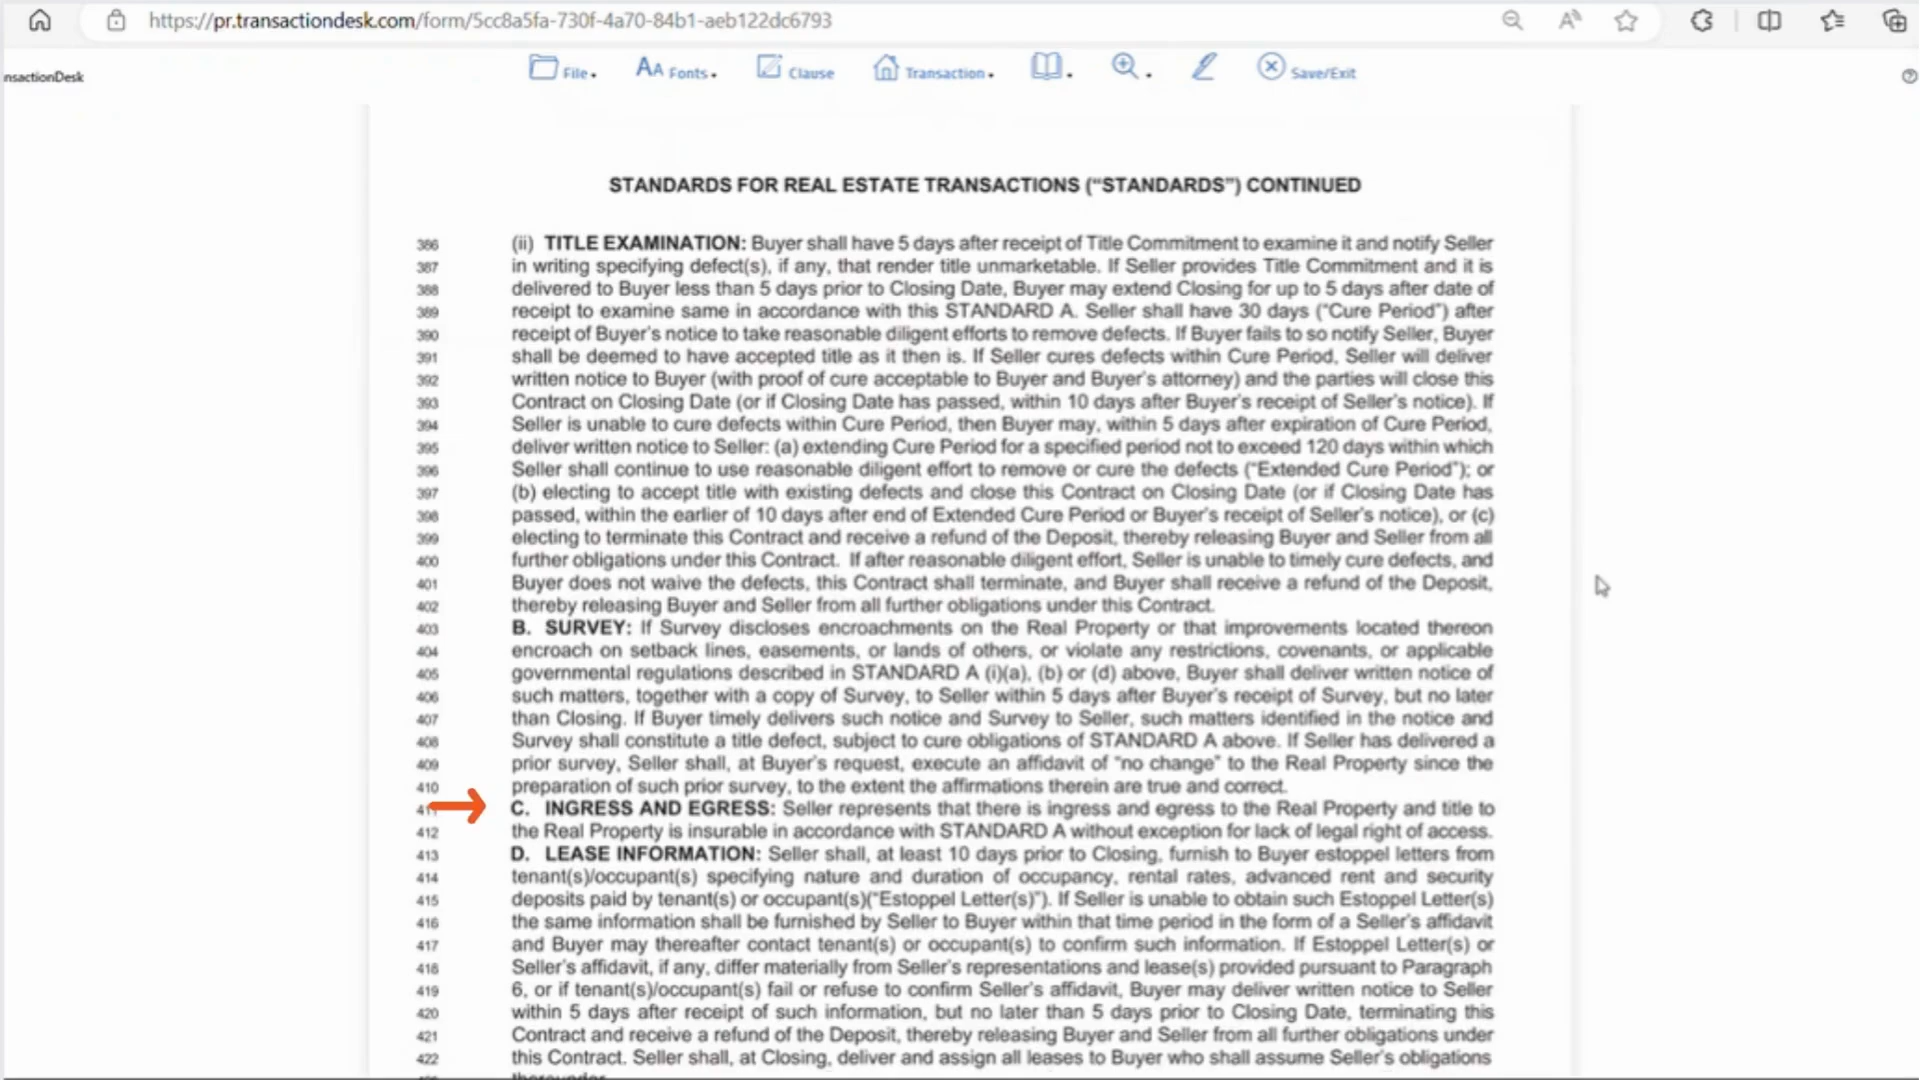 https://pr.transactiondesk.com/form/5cc8a5fa-730f-4a70-84b1-aeb122dc6793
nsactionDesk
File
AA Fonts
Clause
Transaction
Save/Exit
STANDARDS FOR REAL ESTATE TRANSACTIONS (“STANDARDS”) CONTINUED
386 (ii) TITLE EXAMINATION: Buyer shall have 5 days after receipt of Title Commitment to examine it and notify Seller
387 in writing specifying defect(s), if any, that render title unmarketable. If Seller provides Title Commitment and it is
388 delivered to Buyer less than 5 days prior to Closing Date, Buyer may extend Closing for up to 5 days after date of
389 receipt to examine same in accordance with this STANDARD A. Seller shall have 30 days (“Cure Period”) after
390 receipt of Buyer’s notice to take reasonable diligent efforts to remove defects. If Buyer fails to so notify Seller, Buyer
391 shall be deemed to have accepted title as it then is. If Seller cures defects within Cure Period, Seller will deliver
392 written notice to Buyer (with proof of cure acceptable to Buyer and Buyer’s attorney) and the parties will close this
393 Contract on Closing Date (or if Closing Date has passed, within 10 days after Buyer’s receipt of Seller’s notice). If
394 Seller is unable to cure defects within Cure Period, then Buyer may, within 5 days after expiration of Cure Period,
395 deliver written notice to Seller: (a) extending Cure Period for a specified period not to exceed 120 days within which
396 Seller shall continue to use reasonable diligent effort to remove or cure the defects (“Extended Cure Period”); or
397 (b) electing to accept title with existing defects and close this Contract on Closing Date (or if Closing Date has
398 passed, within the earlier of 10 days after end of Extended Cure Period or Buyer’s receipt of Seller’s notice), or (c)
399 electing to terminate this Contract and receive a refund of the Deposit, thereby releasing Buyer and Seller from all
400 further obligations under this Contract. If after reasonable diligent effort, Seller is unable to timely cure defects, and
401 Buyer does not waive the defects, this Contract shall terminate, and Buyer shall receive a refund of the Deposit,
402 thereby releasing Buyer and Seller from all further obligations under this Contract.
403 B. SURVEY: If Survey discloses encroachments on the Real Property or that improvements located thereon
404 encroach on setback lines, easements, or lands of others, or violate any restrictions, covenants, or applicable
405 governmental regulations described in STANDARD A (i)(a), (b) or (d) above, Buyer shall deliver written notice of
406 such matters, together with a copy of Survey, to Seller within 5 days after Buyer’s receipt of Survey, but no later
407 than Closing. If Buyer timely delivers such notice and Survey to Seller, such matters identified in the notice and
408 Survey shall constitute a title defect, subject to cure obligations of STANDARD A above. If Seller has delivered a
409 prior survey, Seller shall, at Buyer’s request, execute an affidavit of “no change” to the Real Property since the
410 preparation of such prior survey, to the extent the affirmations therein are true and correct.
411 C. INGRESS AND EGRESS: Seller represents that there is ingress and egress to the Real Property and title to
412 the Real Property is insurable in accordance with STANDARD A without exception for lack of legal right of access.
413 D. LEASE INFORMATION: Seller shall, at least 10 days prior to Closing, furnish to Buyer estoppel letters from
414 tenant(s)/occupant(s) specifying nature and duration of occupancy, rental rates, advanced rent and security
415 deposits paid by tenant(s) or occupant(s)(“Estoppel Letter(s)”). If Seller is unable to obtain such Estoppel Letter(s)
416 the same information shall be furnished by Seller to Buyer within that time period in the form of a Seller’s affidavit
417 and Buyer may thereafter contact tenant(s) or occupant(s) to confirm such information. If Estoppel Letter(s) or
418 Seller’s affidavit, if any, differ materially from Seller’s representations and lease(s) provided pursuant to Paragraph
419 6, or if tenant(s)/occupant(s) fail or refuse to confirm Seller’s affidavit, Buyer may deliver written notice to Seller
420 within 5 days after receipt of such information, but no later than 5 days prior to Closing Date, terminating this
421 Contract and receive a refund of the Deposit, thereby releasing Buyer and Seller from all further obligations under
422 this Contract. Seller shall, at Closing, deliver and assign all leases to Buyer who shall assume Seller’s obligations